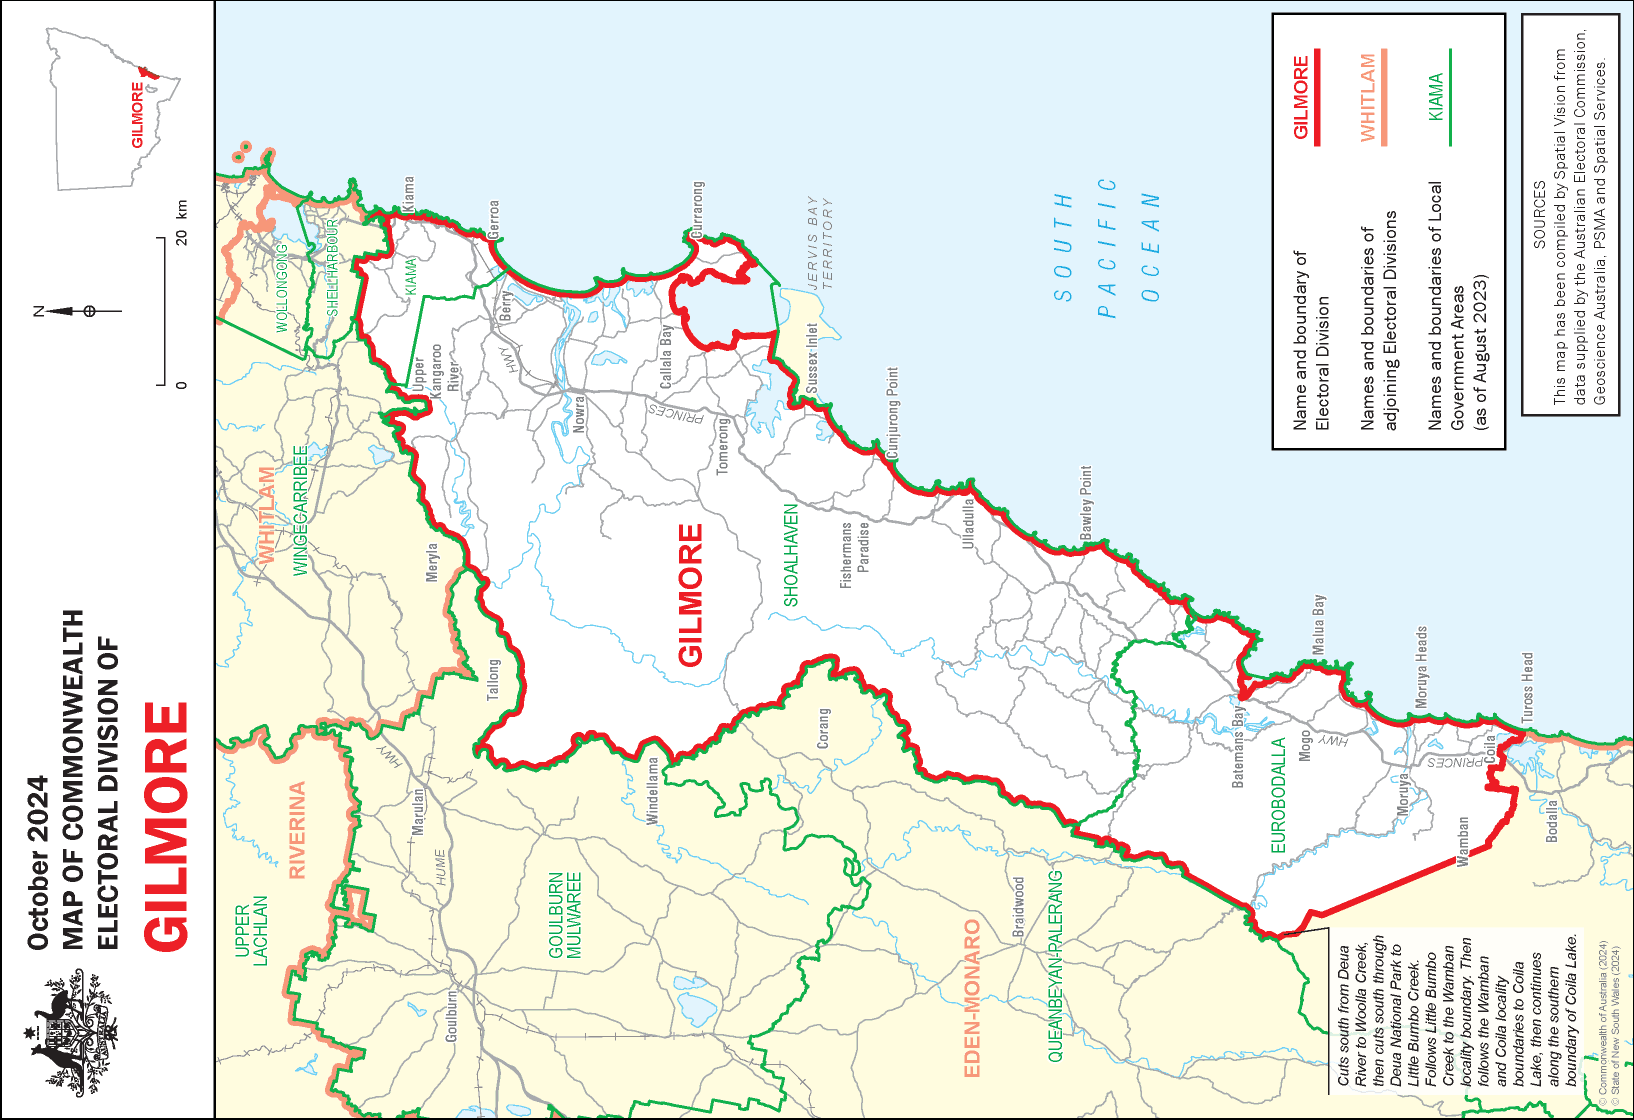 October 2024
MAP OF COMMONWEALTH
ELECTORAL DIVISION OF
GILMORE
N
0
20 km
GILMORE
UPPER
LACHLAN
RIVERINA
WHITLAM
WINGECARRIBEE
WOLLONGONG
SHELLHARBOUR
KIAMA
Kiama
Gerroa
Berry
Upper
Kangaroo
River
HWY
Meryla
Tallong
HWY
Marulan
HUME
Goulburn
GOULBURN
MULWAREE
Windellama
Nowra
Callala Bay
PRINCES
Tomerong
Currarong
JERVIS BAY
TERRITORY
Sussex Inlet
Cunjurong Point
GILMORE
SHOALHAVEN
Fishermans
Paradise
Corang
Ulladulla
Bawley Point
EDEN-MONARO
Braidwood
QUEANBEYAN-PALERANG
SOUTH
PACIFIC
OCEAN
Batemans Bay
EUROBODALLA
Mogo
HWY
Malua Bay
Moruya
Moruya Heads
PRINCES
Coila
Wamban
Tuross Head
Bodalla
GILMORE
Name and boundary of
Electoral Division
WHITLAM
Names and boundaries of
adjoining Electoral Divisions
KIAMA
Names and boundaries of Local
Government Areas
(as of August 2023)
SOURCES
This map has been compiled by Spatial Vision from
data supplied by the Australian Electoral Commission,
Geoscience Australia, PSMA and Spatial Services.
Cuts south from Deua
River to Woolla Creek,
then cuts south through
Deua National Park to
Little Bumbo Creek.
Follows Little Bumbo
Creek to the Wamban
locality boundary. Then
follows the Wamban
and Coila locality
boundaries to Coila
Lake, then continues
along the southern
boundary of Coila Lake.
© Commonwealth of Australia (2024)
© State of New South Wales (2024)